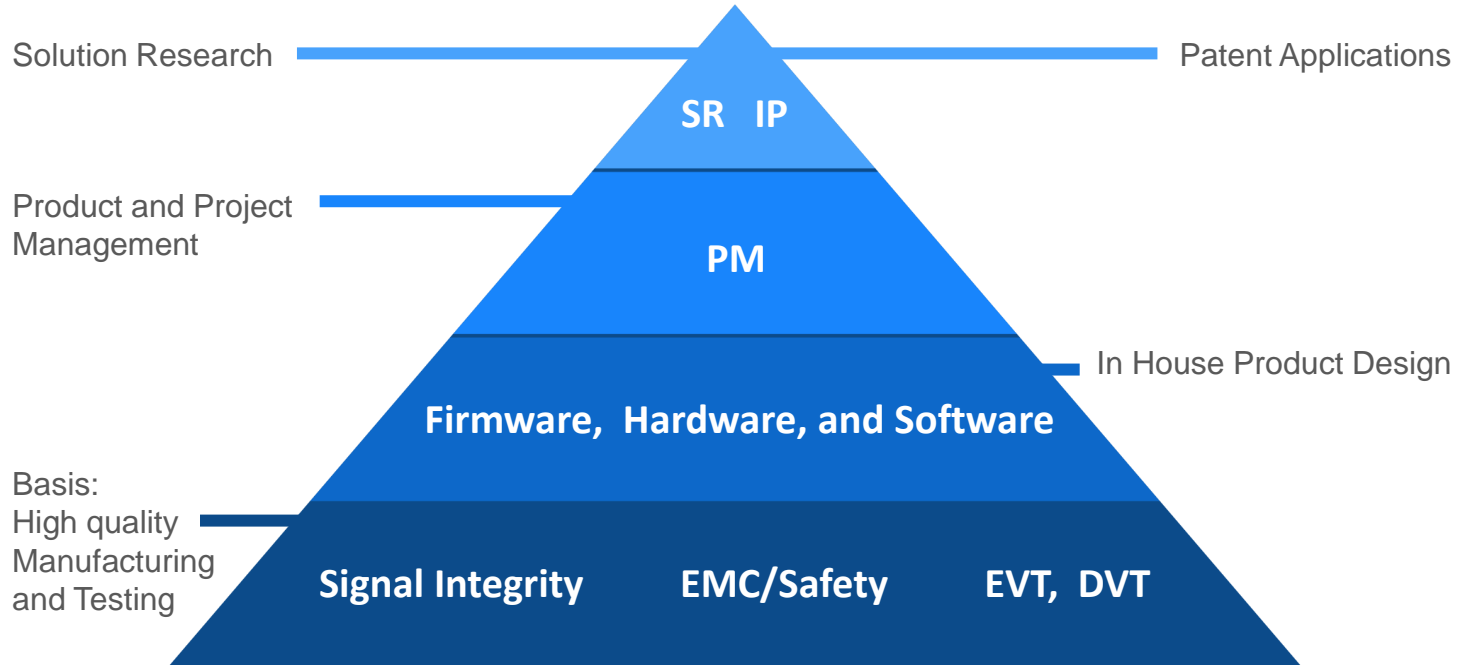 Solution Research
Patent Applications
SR IP
Product and Project
Management
PM
In House Product Design
Firmware, Hardware, and Software
Basis:
High quality
Manufacturing
and Testing
Signal Integrity EMC/Safety EVT, DVT